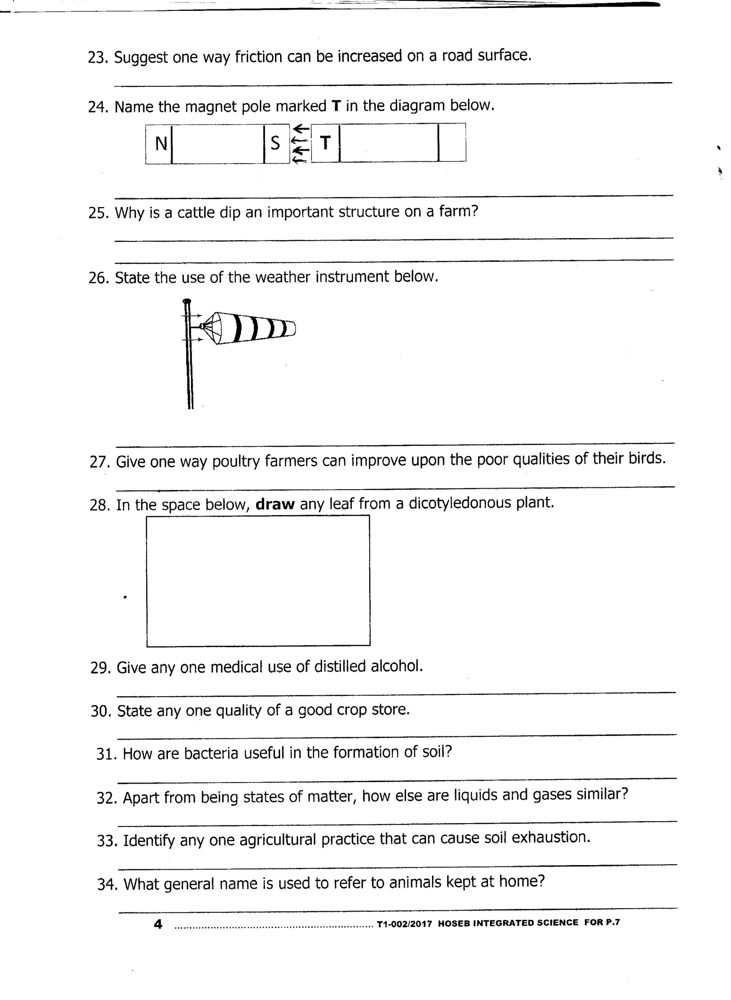 23. Suggest one way friction can be increased on a road surface.
24. Name the magnet pole marked T in the diagram below.
N S T
25. Why is a cattle dip an important structure on a farm?
26. State the use of the weather instrument below.
27. Give one way poultry farmers can improve upon the poor qualities of their birds.
28. In the space below, draw any leaf from a dicotyledonous plant.
29. Give any one medical use of distilled alcohol.
30. State any one quality of a good crop store.
31. How are bacteria useful in the formation of soil?
32. Apart from being states of matter, how else are liquids and gases similar?
33. Identify any one agricultural practice that can cause soil exhaustion.
34. What general name is used to refer to animals kept at home?
4 ................................................................ T1-002/2017 HOSEB INTEGRATED SCIENCE FOR P.7